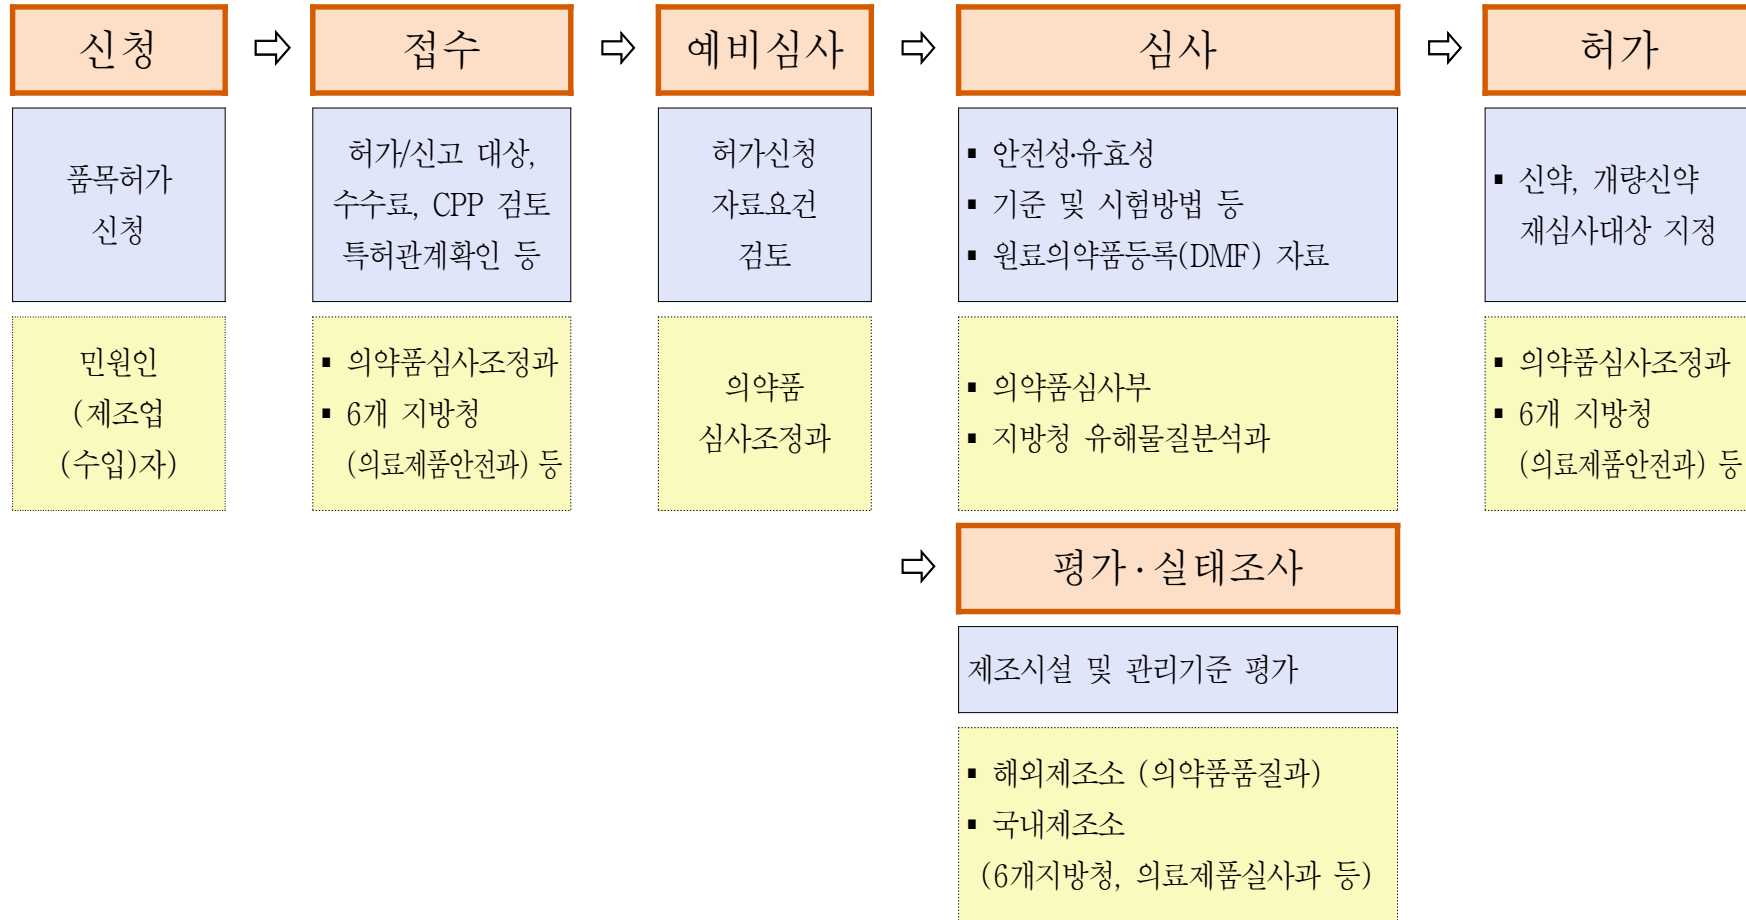 신청 ⇨ 접수 ⇨ 예비심사 ⇨ 심사 ⇨ 허가
품목허가
신청
허가/신고 대상,
수수료, CPP 검토
특허관계확인 등
허가신청
자료요건
검토
▪ 안전성·유효성
▪ 기준 및 시험방법 등
▪ 원료의약품등록(DMF) 자료
▪ 신약, 개량신약
재심사대상 지정
민원인
(제조업
(수입)자)
▪ 의약품심사조정과
▪ 6개 지방청
(의료제품안전과) 등
의약품
심사조정과
▪ 의약품심사부
▪ 지방청 유해물질분석과
▪ 의약품심사조정과
▪ 6개 지방청
(의료제품안전과) 등
⇨ 평가·실태조사
제조시설 및 관리기준 평가
▪ 해외제조소 (의약품품질과)
▪ 국내제조소
(6개지방청, 의료제품실사과 등)